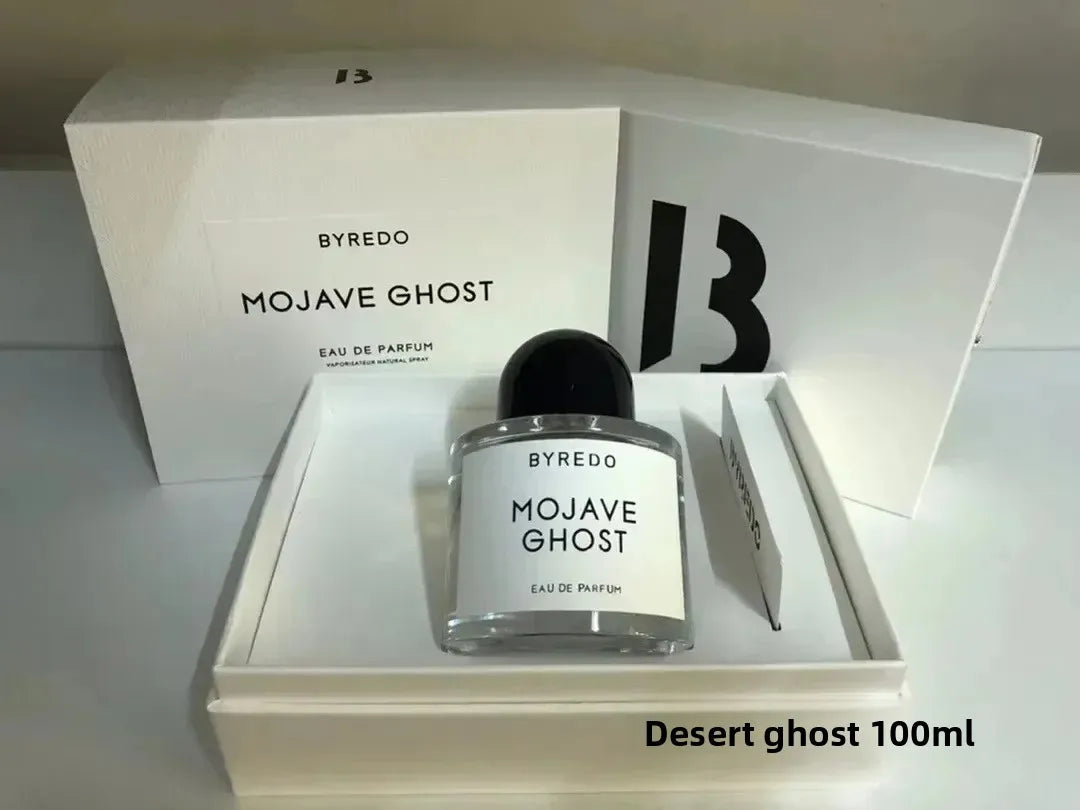 B
BYREDO
MOJAVE GHOST
EAU DE PARFUM
VAPORISATEUR NATURAL SPRAY
B
BYREDO
MOJAVE
GHOST
EAU DE PARFUM
Desert ghost 100ml